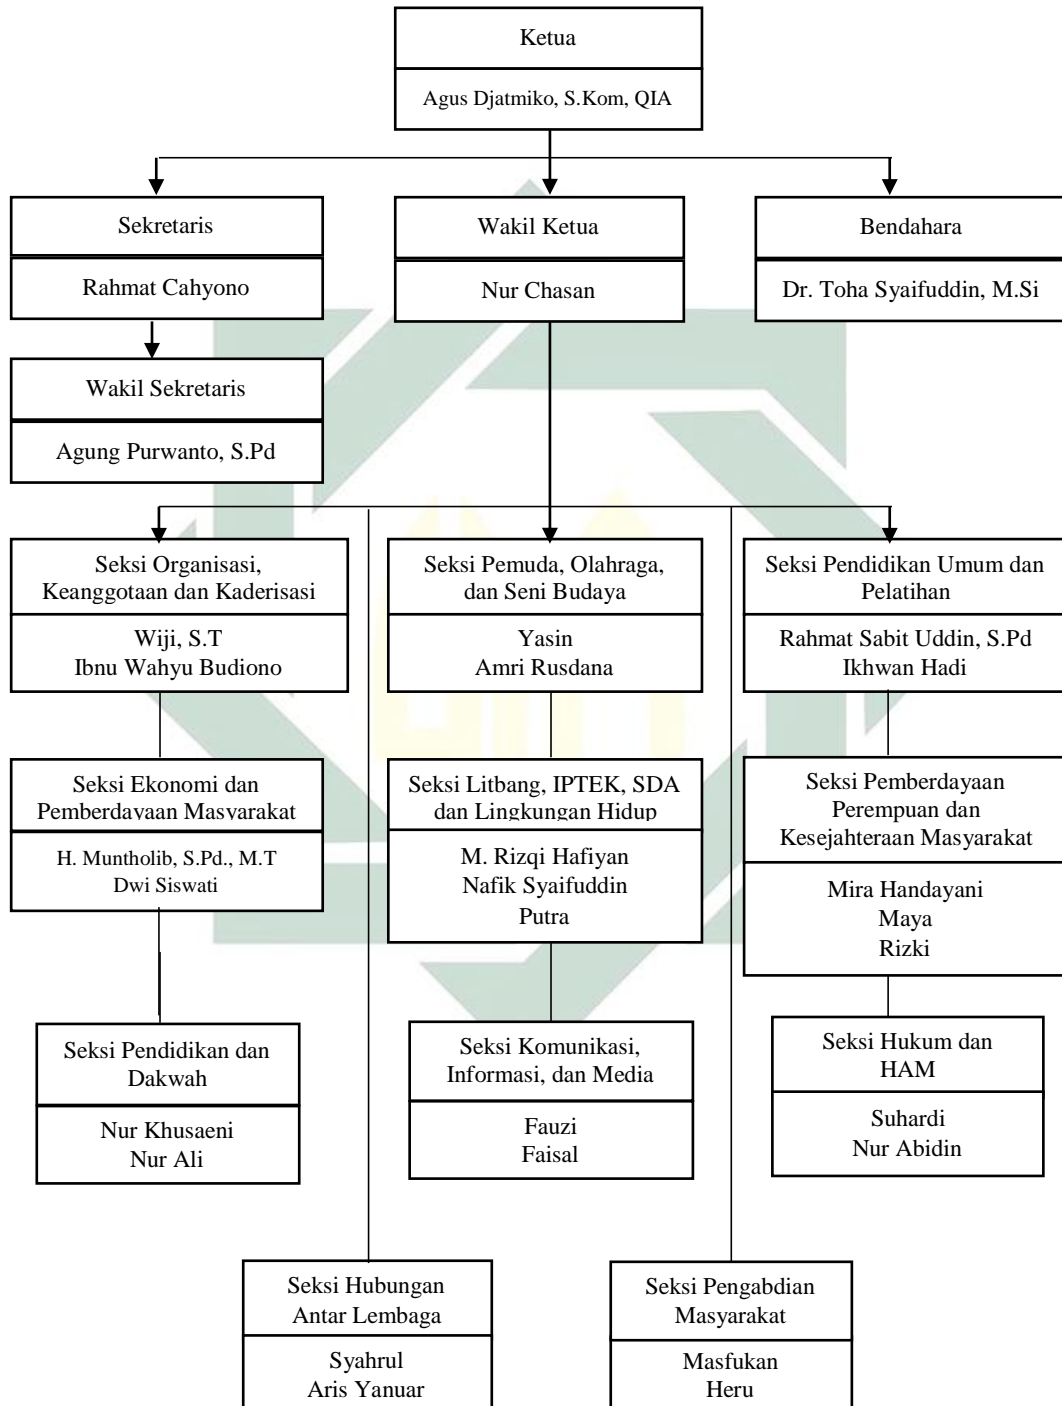 Ketua
Agus Djatmiko, S.Kom, QIA
Sekretaris
Rahmat Cahyono
Wakil Ketua
Nur Chasan
Bendahara
Dr. Toha Syaifuddin, M.Si
Wakil Sekretaris
Agung Purwanto, S.Pd
Seksi Organisasi,
Keanggotaan dan Kaderisasi
Wiji, S.T
Ibnu Wahyu Budiono
Seksi Pemuda, Olahraga,
dan Seni Budaya
Yasin
Amri Rusdana
Seksi Pendidikan Umum dan
Pelatihan
Rahmat Sabit Uddin, S.Pd
Ikhwan Hadi
Seksi Ekonomi dan
Pemberdayaan Masyarakat
H. Muntholib, S.Pd., M.T
Dwi Siswati
Seksi Litbang, IPTEK, SDA
dan Lingkungan Hidup
M. Rizqi Hafiyan
Nafik Syaifuddin
Putra
Seksi Pemberdayaan
Perempuan dan
Kesejahteraan Masyarakat
Mira Handayani
Maya
Rizki
Seksi Pendidikan dan
Dakwah
Nur Khusaeni
Nur Ali
Seksi Komunikasi,
Informasi, dan Media
Fauzi
Faisal
Seksi Hukum dan
HAM
Suhardi
Nur Abidin
Seksi Hubungan
Antar Lembaga
Syahrul
Aris Yanuar
Seksi Pengabdian
Masyarakat
Masfukan
Heru